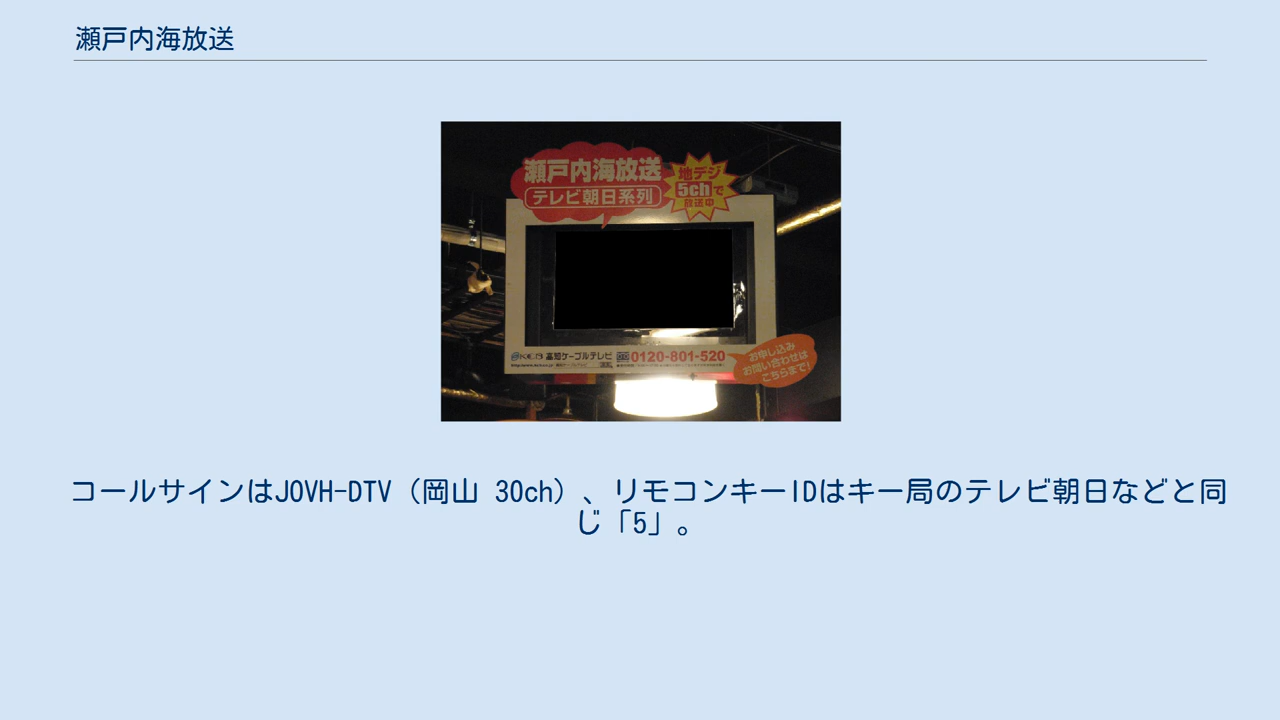 瀬戸内海放送
瀬戸内海放送
テレビ朝日系列
地デジ
5chで
放送中
KCB 高知ケーブルテレビ 0120-801-520
お申し込み
お問い合わせは
こちらまで!
コールサインはJOVH-DTV（岡山 30ch）、リモコンキーIDはキー局のテレビ朝日などと同
じ「5」。